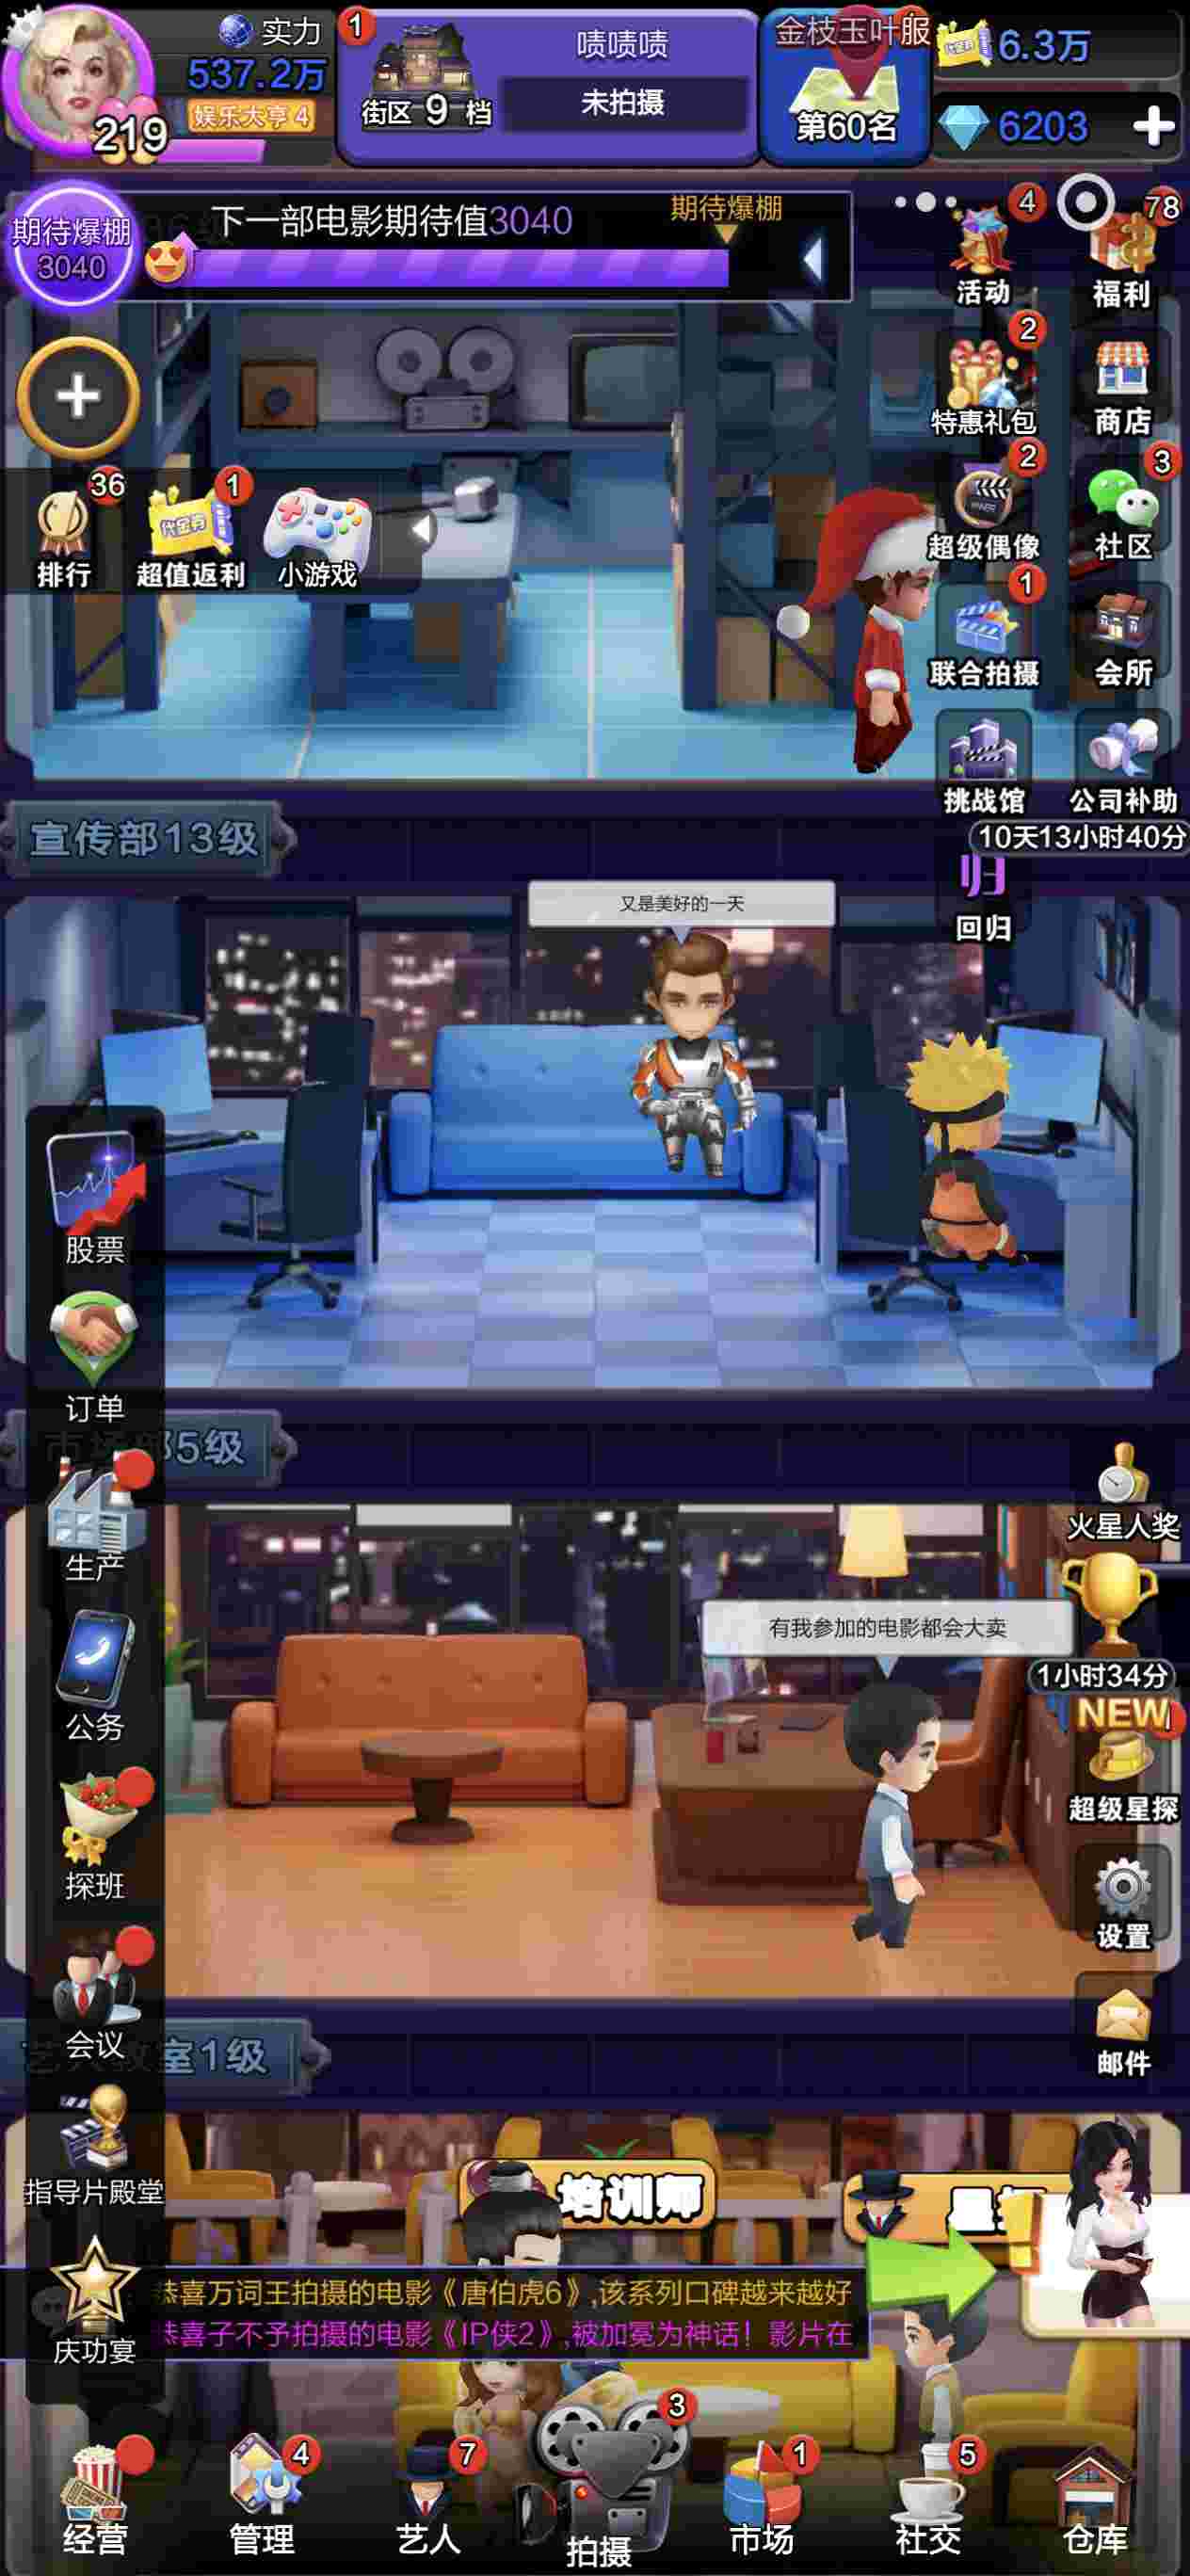 实力
537.2万
219
娱乐大亨 4
1
街区 9 档
啧啧啧
未拍摄
金枝玉叶服
第60名
6.3万
6203
期待爆棚
3040
下一部电影期待值3040
期待爆棚
4
活动
78
福利
2
特惠礼包
商店
36
排行
1
超值返利
小游戏
2
超级偶像
3
社区
1
联合拍摄
会所
挑战馆
公司补助
10天13小时40分
归
回归
宣传部13级
又是美好的一天
股票
订单
市场部5级
生产
公务
探班
会议
指导片殿堂
庆功宴
火星人奖
有我参加的电影都会大卖
1小时34分
NEW
超级星探
设置
邮件
室1级
培训师
恭喜万词王拍摄的电影《唐伯虎6》,该系列口碑越来越好
恭喜子不予拍摄的电影《IP侠2》,被加冕为神话！影片在
经营
4
管理
7
艺人
3
拍摄
1
市场
5
社交
仓库